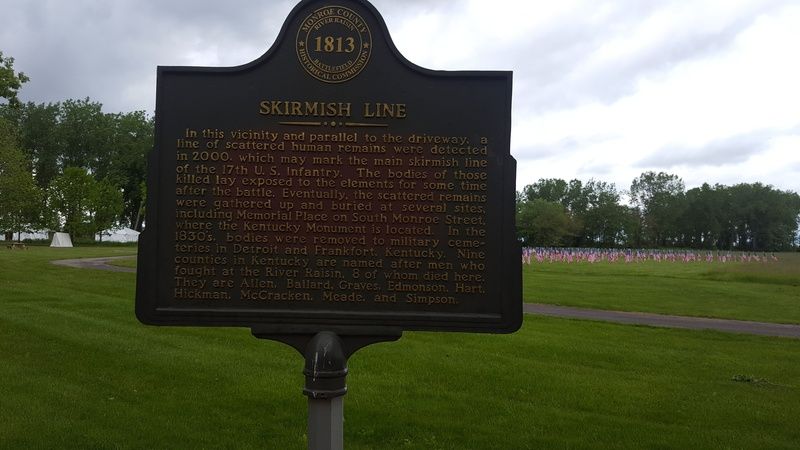 MONROE COUNTY
RIVER RAISIN
1813
BATTLEFIELD
HISTORICAL COMMISSION
SKIRMISH LINE
In this vicinity and parallel to the driveway, a
line of scattered human remains were detected
in 2000, which may mark the main skirmish line
of the 17th U.S. Infantry. The bodies of those
killed lay exposed to the elements for some time
after the battle. Eventually, the scattered remains
were gathered up and buried at several sites,
including Memorial Place on South Monroe Street,
where the Kentucky Monument is located. In the
1830's, bodies were removed to military ceme-
teries in Detroit and Frankfort, Kentucky. Nine
counties in Kentucky are named after men who
fought at the River Raisin, 8 of whom died here.
They are Allen, Ballard, Graves, Edmonson, Hart,
Hickman, McCracken, Meade, and Simpson.